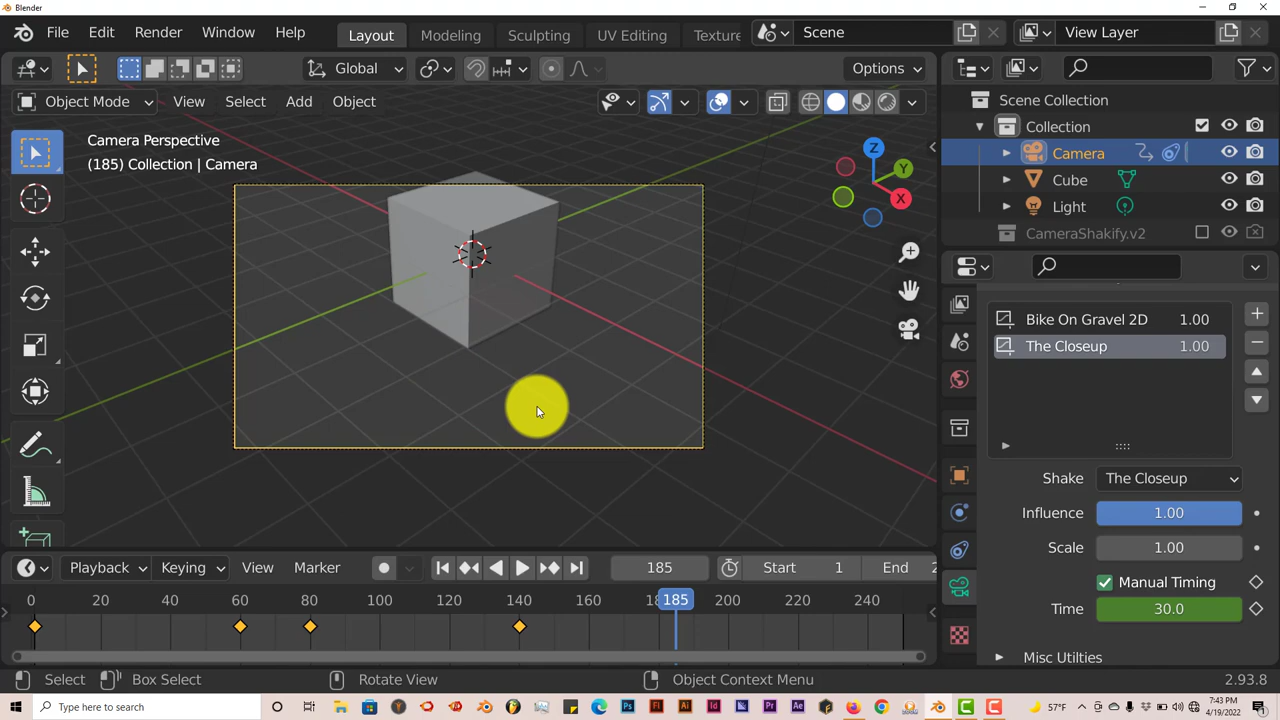 Blender
File Edit Render Window Help Layout Modeling Sculpting UV Editing Texture Scene View Layer
Global Options
Object Mode View Select Add Object
Camera Perspective
(185) Collection | Camera
Z
Y
X
Scene Collection
Collection
Camera
Cube
Light
CameraShakify.v2
Bike On Gravel 2D 1.00
The Closeup 1.00
Shake The Closeup
Influence 1.00
Scale 1.00
Manual Timing
Time 30.0
Misc Utilties
Playback Keying View Marker 185 Start 1 End 2
0 20 40 60 80 100 120 140 160 185 200 220 240
Select Box Select Rotate View Object Context Menu 2.93.8
Type here to search 57°F 7:43 PM
4/19/2022